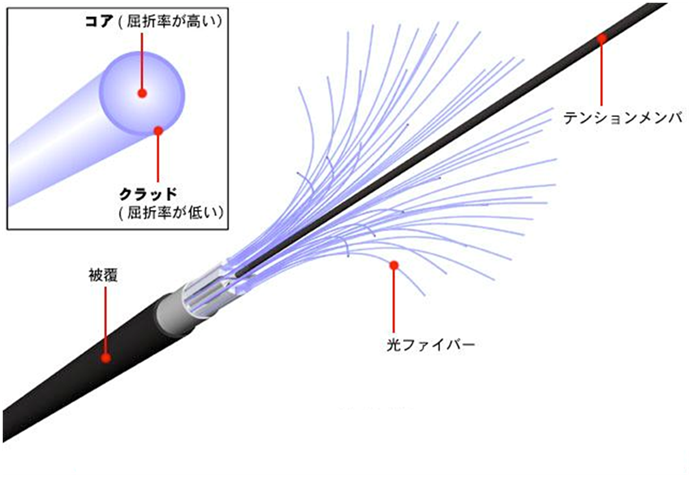 コア ( 屈折率が高い )
クラッド
( 屈折率が低い )
テンションメンバ
被覆
光ファイバー